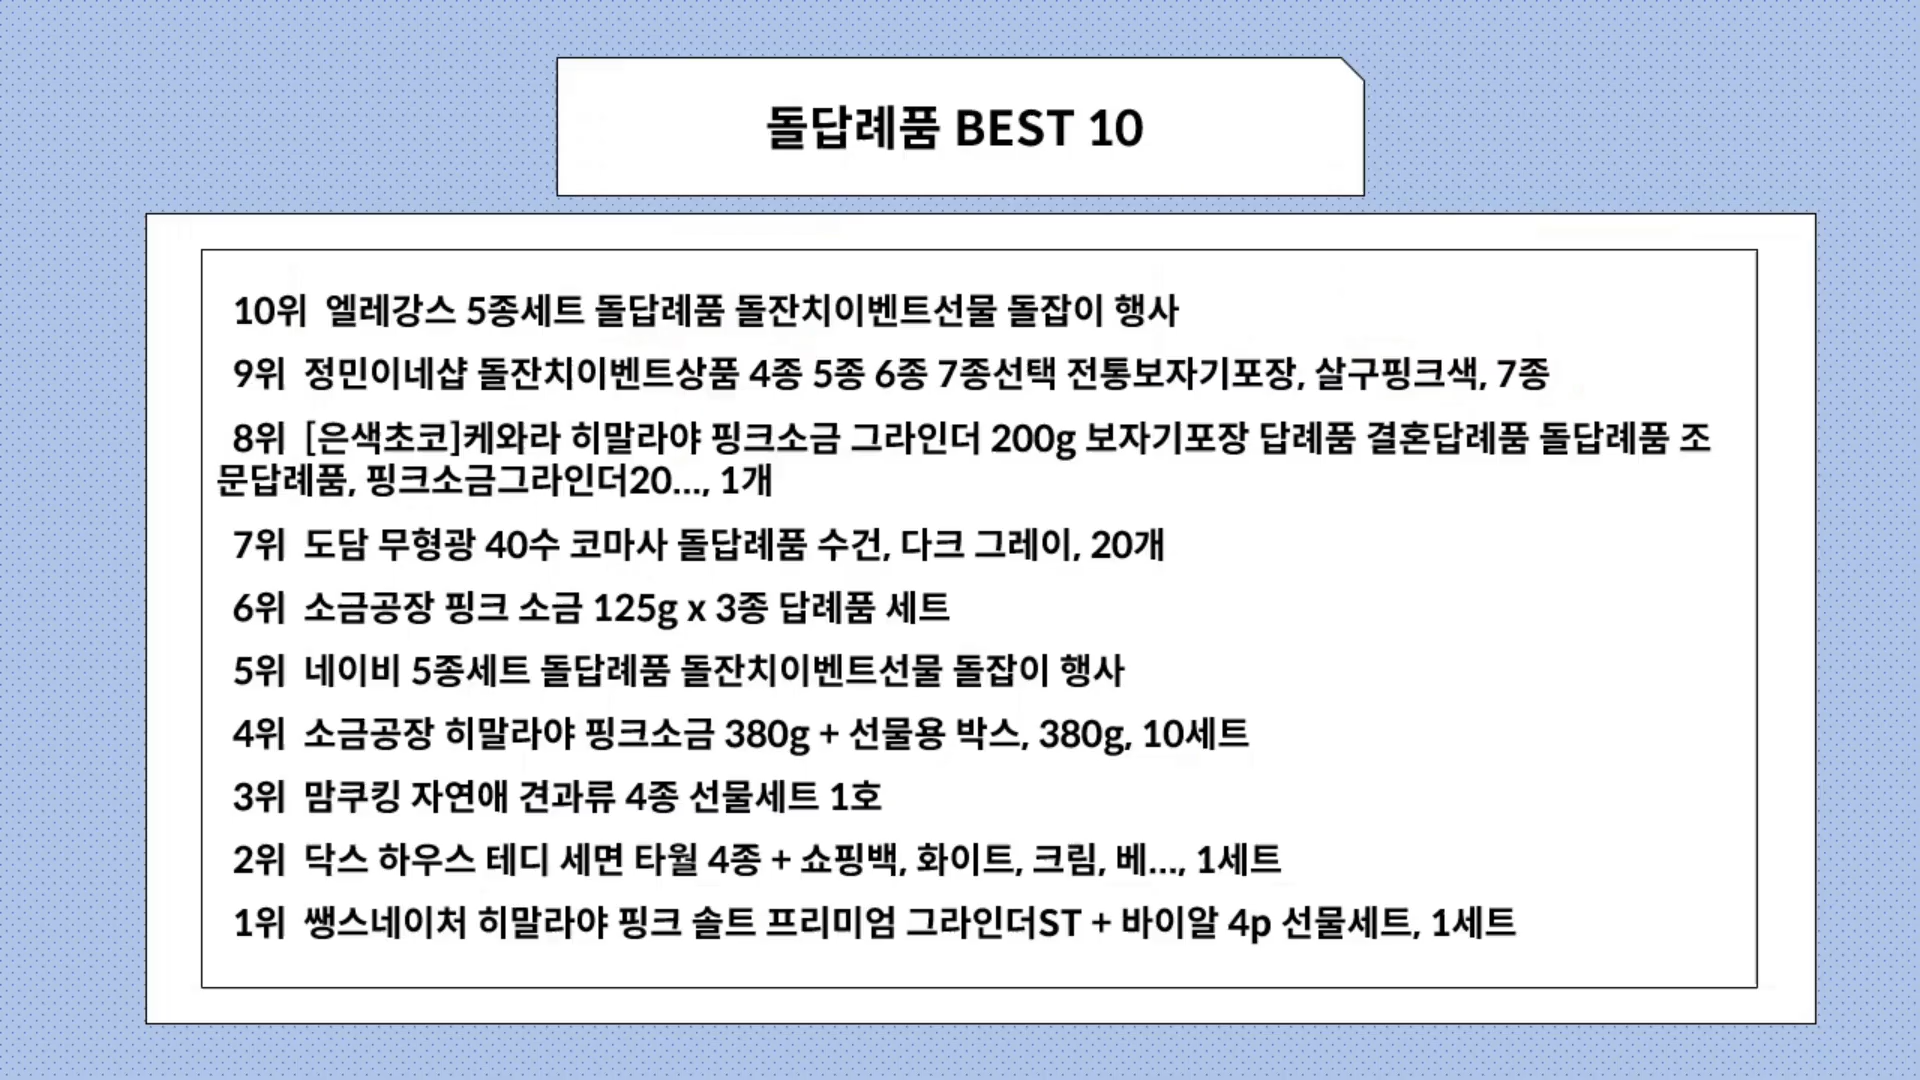 돌답례품 BEST 10
10위 엘레강스 5종세트 돌답례품 돌잔치이벤트선물 돌잡이 행사
9위 정민이네샵 돌잔치이벤트상품 4종 5종 6종 7종선택 전통보자기포장, 살구핑크색, 7종
8위 [은색초코]케와라 히말라야 핑크소금 그라인더 200g 보자기포장 답례품 결혼답례품 돌답례품 조
문답례품, 핑크소금그라인더20..., 1개
7위 도담 무형광 40수 코마사 돌답례품 수건, 다크 그레이, 20개
6위 소금공장 핑크 소금 125g x 3종 답례품 세트
5위 네이비 5종세트 돌답례품 돌잔치이벤트선물 돌잡이 행사
4위 소금공장 히말라야 핑크소금 380g + 선물용 박스, 380g, 10세트
3위 맘쿠킹 자연애 견과류 4종 선물세트 1호
2위 닥스 하우스 테디 세면 타월 4종 + 쇼핑백, 화이트, 크림, 베..., 1세트
1위 쌩스네이처 히말라야 핑크 솔트 프리미엄 그라인더ST + 바이알 4p 선물세트, 1세트